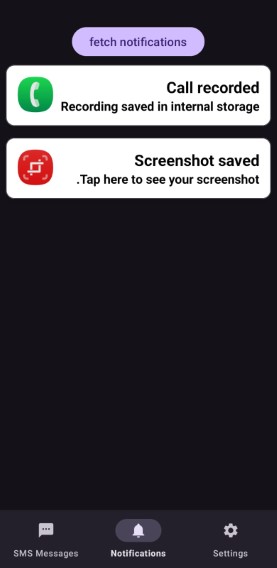 fetch notifications
Call recorded
Recording saved in internal storage
Screenshot saved
.Tap here to see your screenshot
SMS Messages
Notifications
Settings